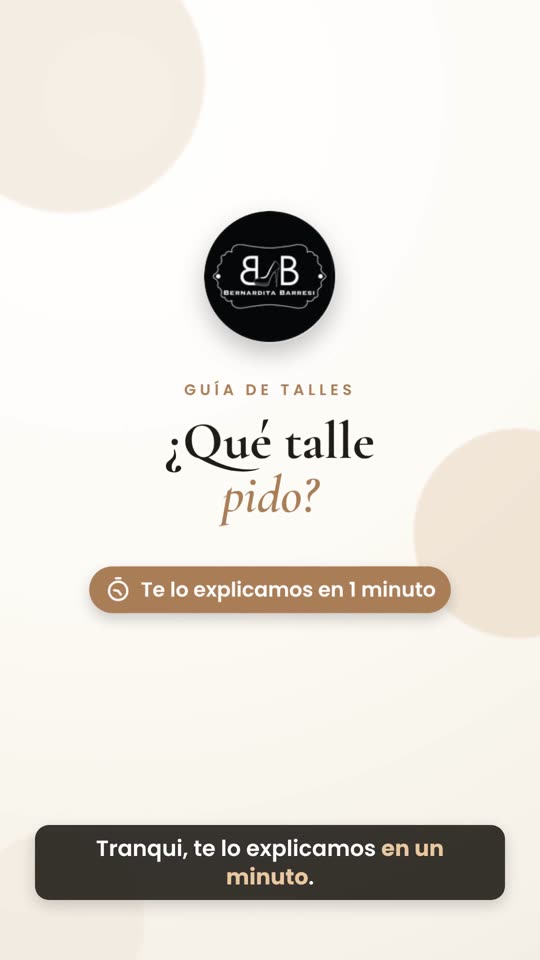 BB
BERNARDITA BARRESI
GUÍA DE TALLES
¿Qué talle
pido?
Te lo explicamos en 1 minuto
Tranqui, te lo explicamos en un
minuto.